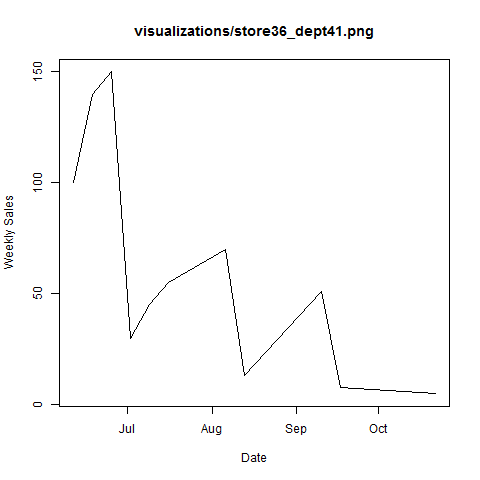 visualizations/store36_dept41.png
150
100
50
0
Weekly Sales
Jul Aug Sep Oct
Date